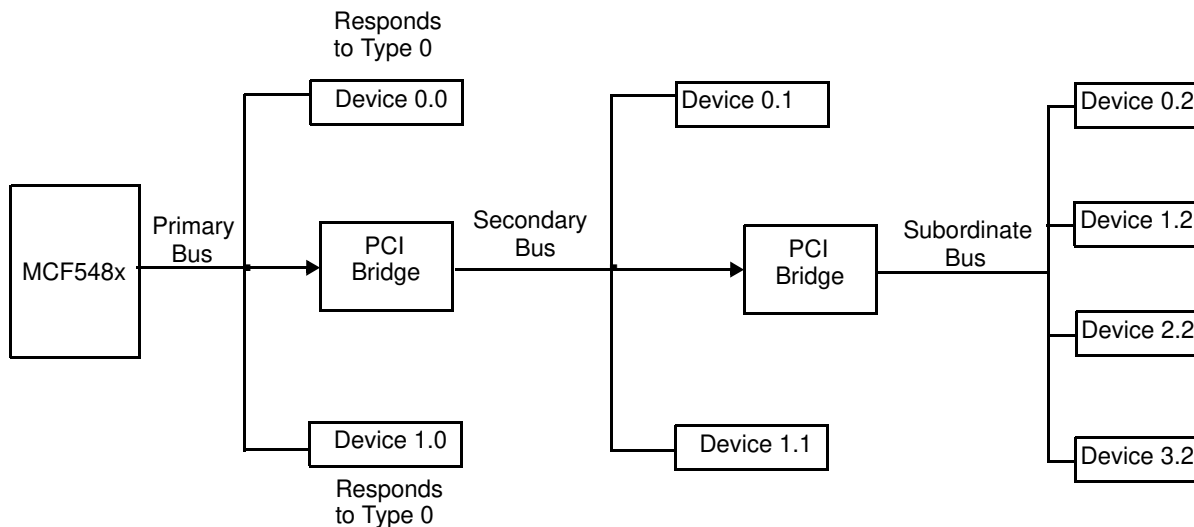 Responds
to Type 0
Device 0.0
Device 0.1
Device 0.2
MCF548x
Primary
Bus
PCI
Bridge
Secondary
Bus
PCI
Bridge
Subordinate
Bus
Device 1.2
Device 2.2
Device 1.0
Device 1.1
Device 3.2
Responds
to Type 0